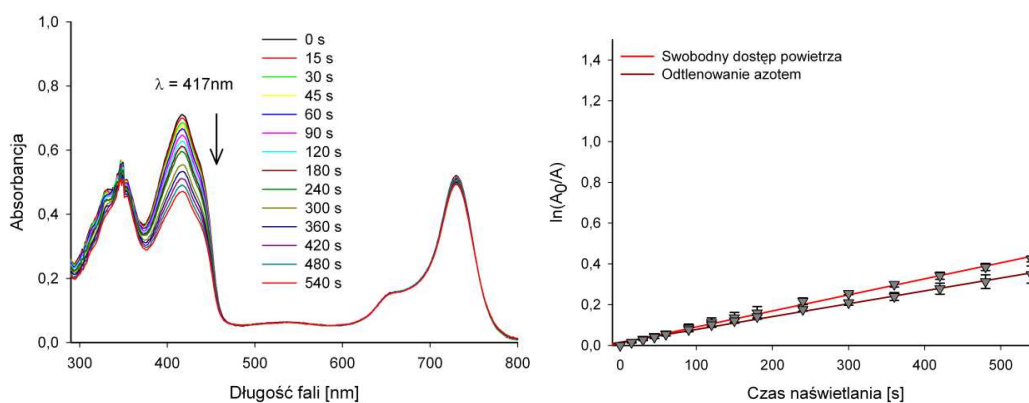 1,0
0,8
0,6
0,4
0,2
0,0
Absorbancja
λ = 417nm
0 s
15 s
30 s
45 s
60 s
90 s
120 s
180 s
240 s
300 s
360 s
420 s
480 s
540 s
300 400 500 600 700 800
Długość fali [nm]
1,4
1,2
1,0
0,8
0,6
0,4
0,2
0,0
ln(A0/A)
Swobodny dostęp powietrza
Odtlenowanie azotem
0 100 200 300 400 500
Czas naświetlania [s]